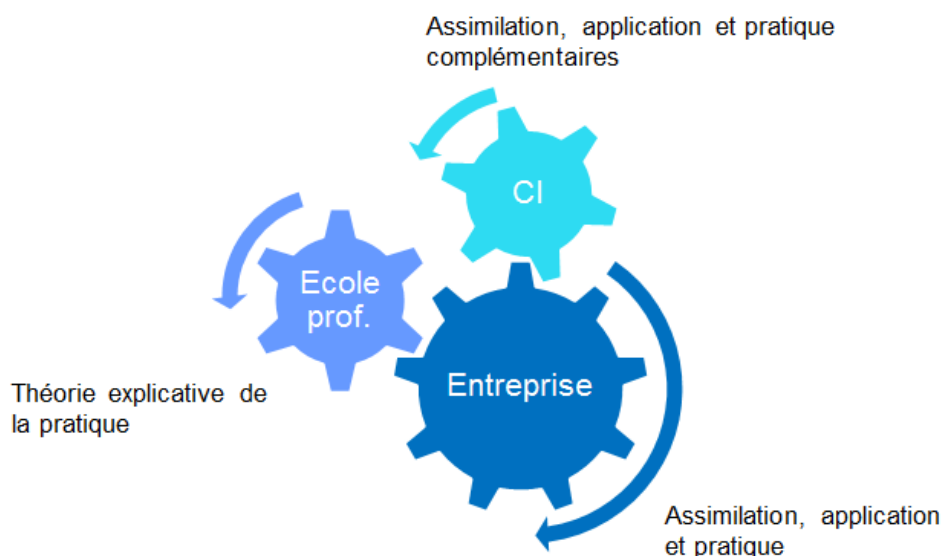 Assimilation, application et pratique
complémentaires
CI
Ecole
prof.
Entreprise
Théorie explicative de
la pratique
Assimilation, application
et pratique